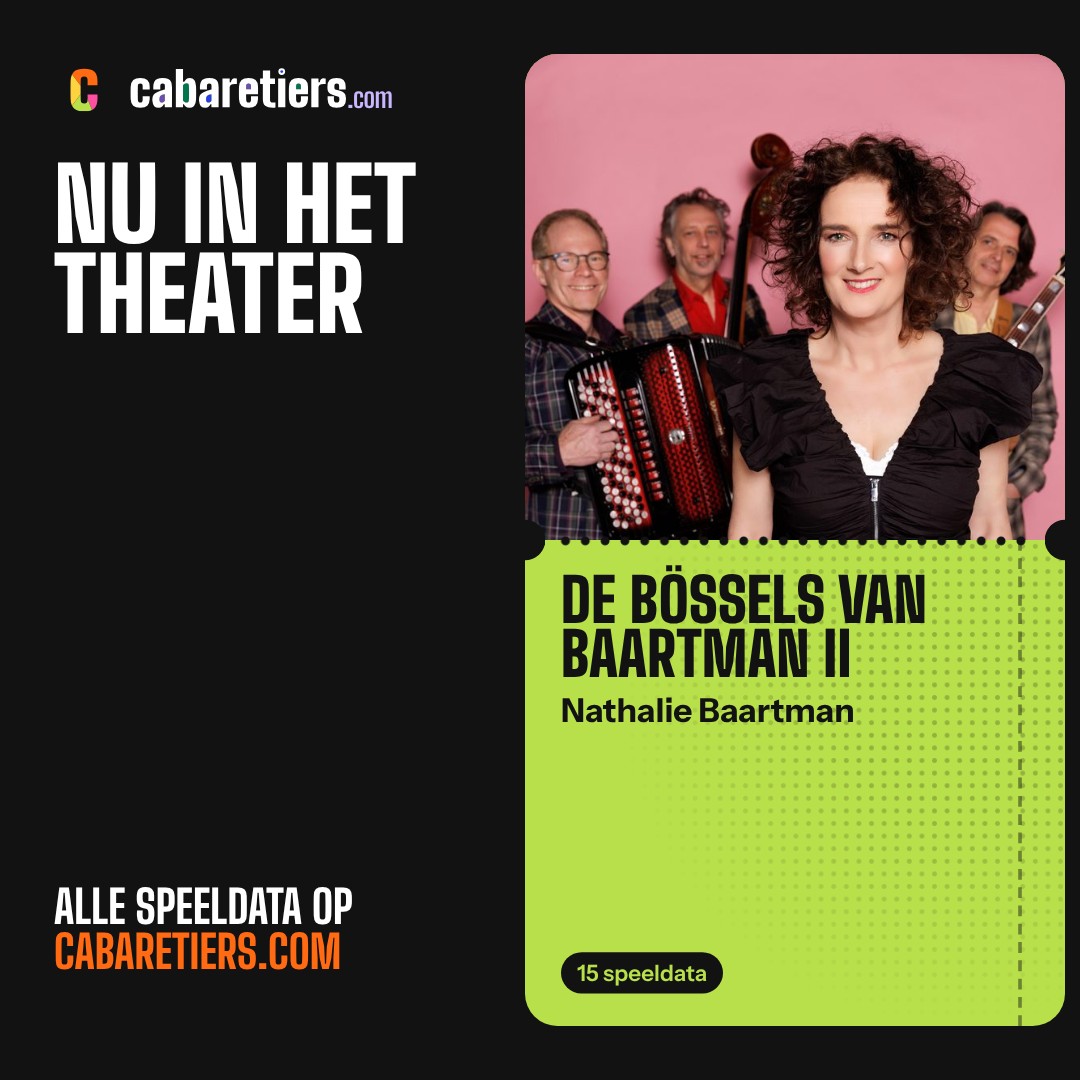 cabaretiers.com
NU IN HET
THEATER
DE BÖSSELS VAN
BAARTMAN II
Nathalie Baartman
15 speeldata
ALLE SPEELDATA OP
CABARETIERS.COM